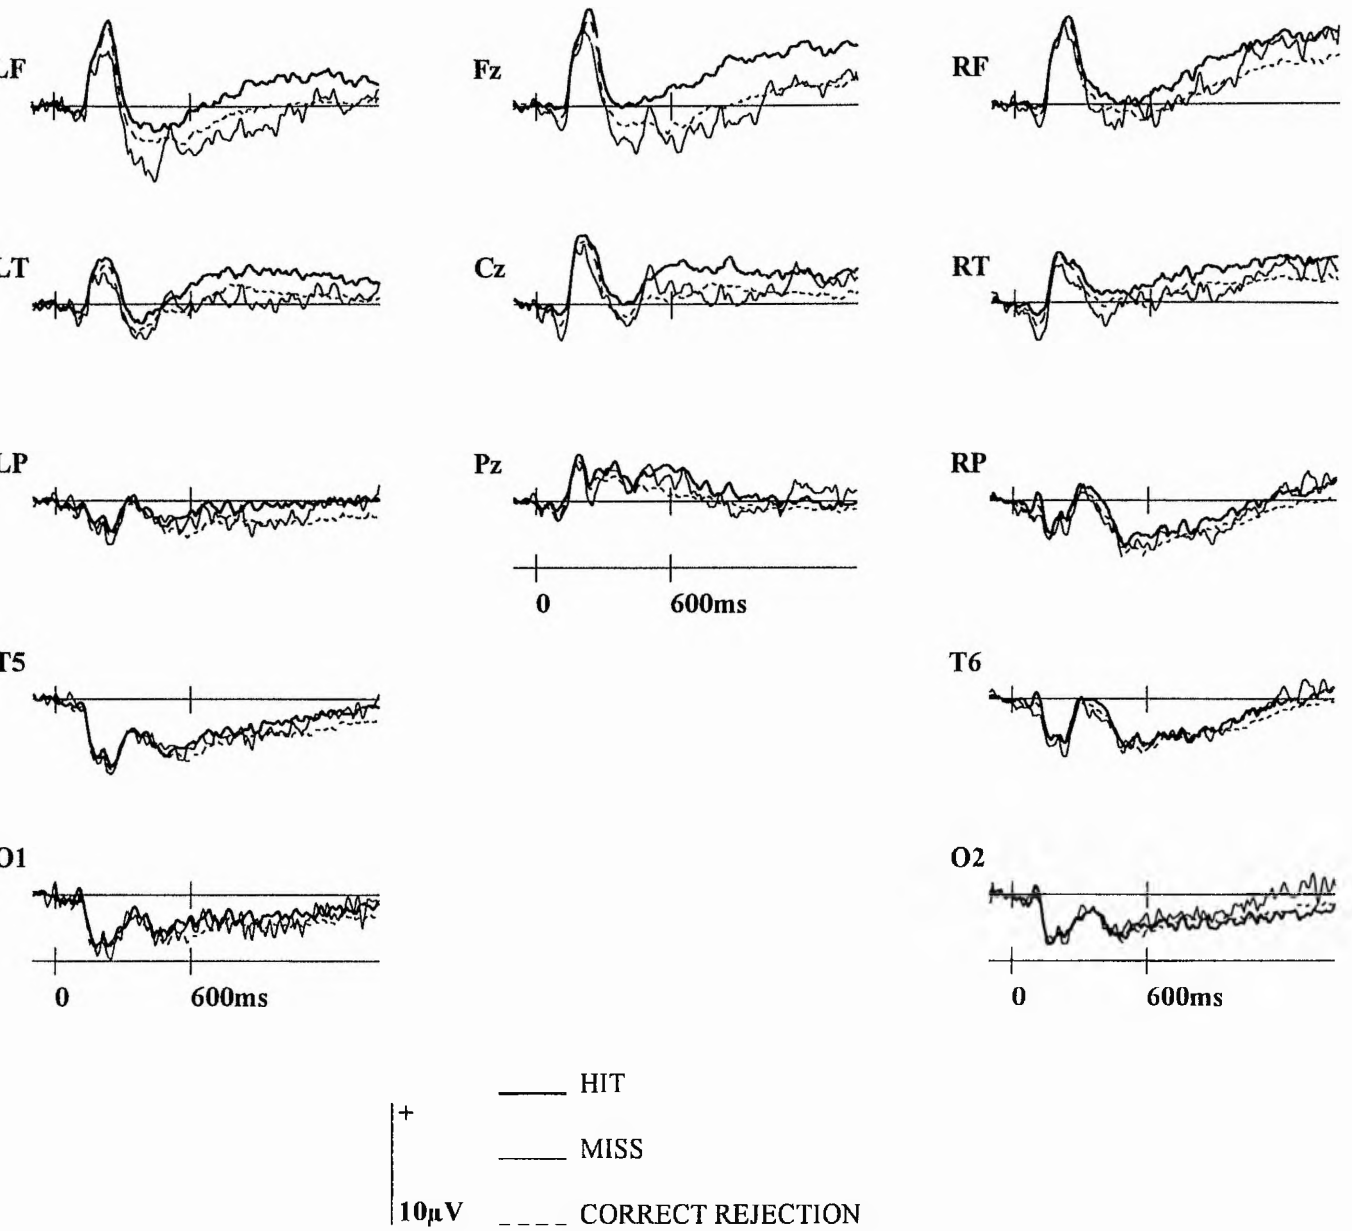 LF Fz RF
LT Cz RT
LP Pz RP
0 600ms
T5 T6
O1 O2
0 600ms 0 600ms
HIT
+
MISS
10µV CORRECT REJECTION